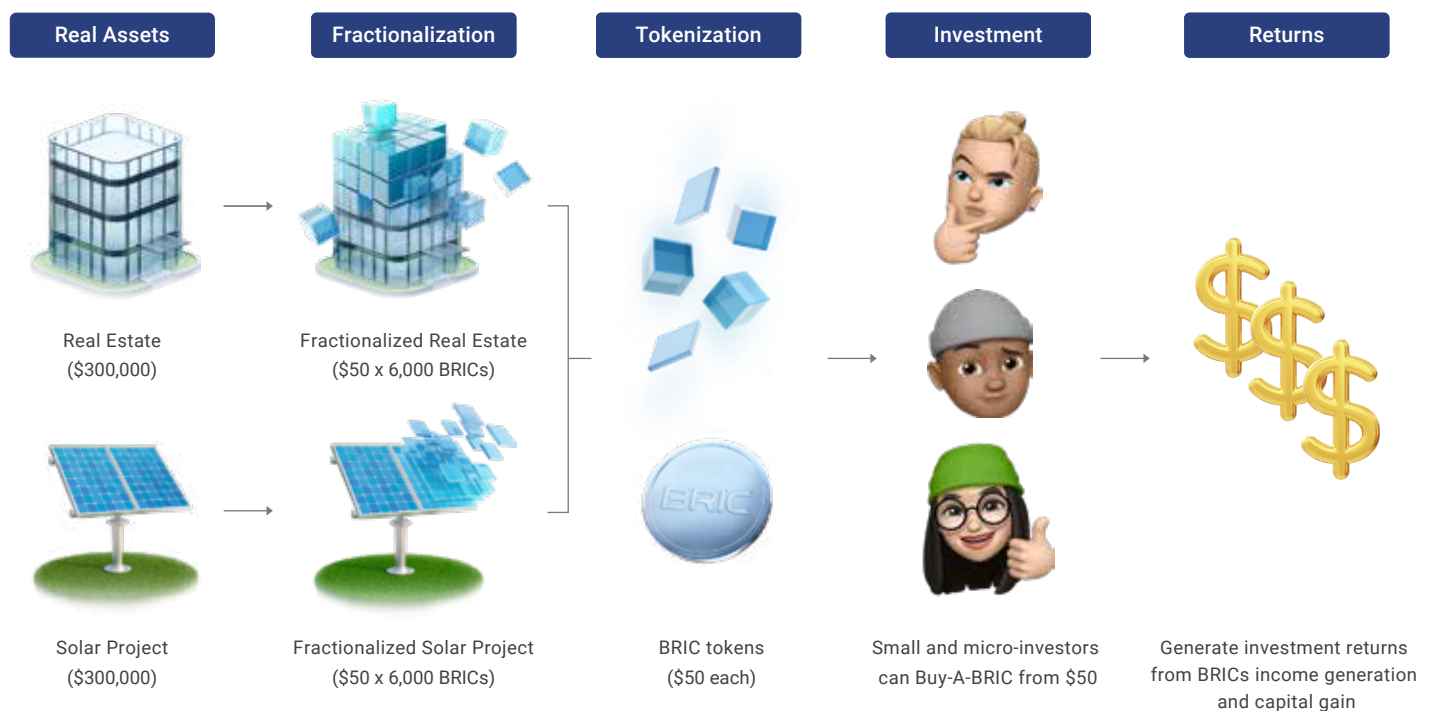 Real Assets
Fractionalization
Tokenization
Investment
Returns
Real Estate
($300,000)
Fractionalized Real Estate
($50 x 6,000 BRICs)
BRIC
Solar Project
($300,000)
Fractionalized Solar Project
($50 x 6,000 BRICs)
BRIC tokens
($50 each)
Small and micro-investors
can Buy-A-BRIC from $50
Generate investment returns
from BRICs income generation
and capital gain